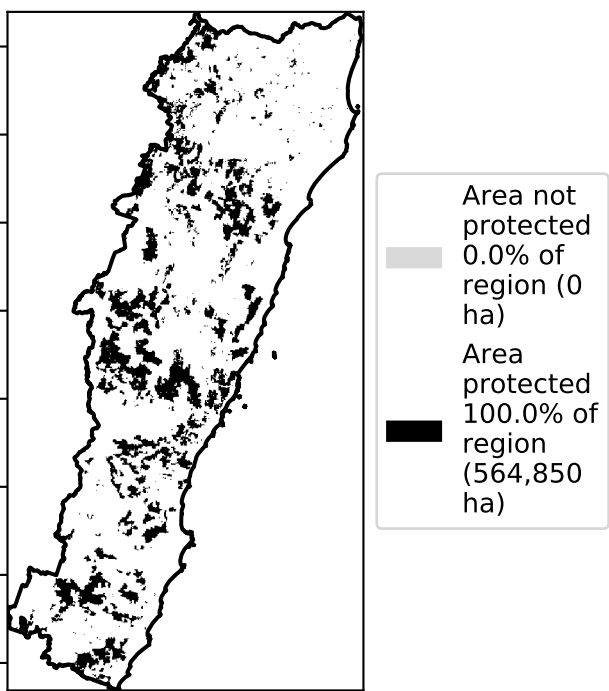 Area not
protected
0.0% of
region (0
ha)
Area
protected
100.0% of
region
(564,850
ha)